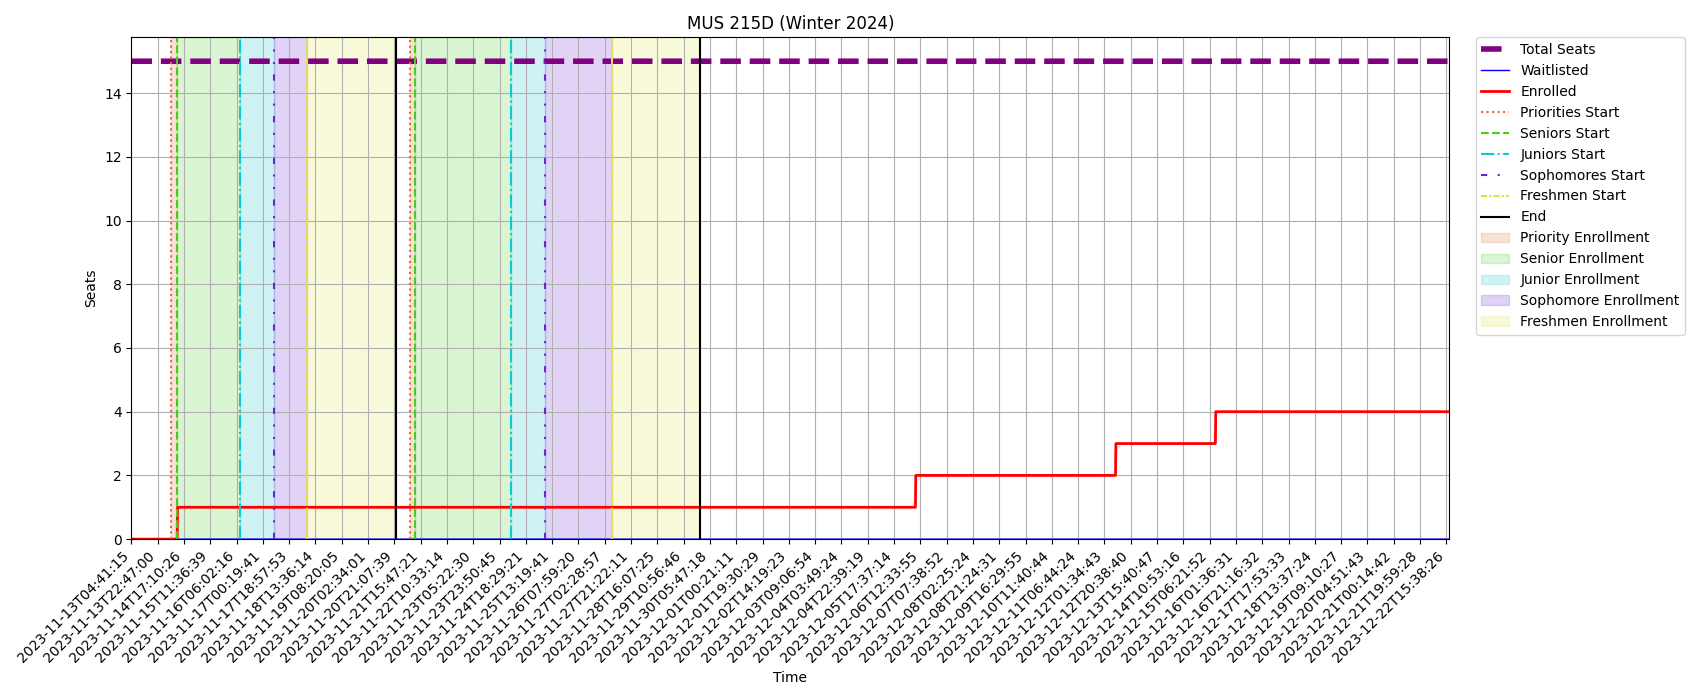 MUS 215D (Winter 2024)
Seats
14
12
10
8
6
4
2
0
2023-11-13T04:41:15
2023-11-13T22:47:00
2023-11-14T17:10:26
2023-11-15T11:36:39
2023-11-16T06:02:16
2023-11-17T00:19:41
2023-11-17T18:57:53
2023-11-18T13:36:14
2023-11-19T08:20:05
2023-11-20T02:34:01
2023-11-20T21:07:39
2023-11-21T15:47:21
2023-11-22T10:33:14
2023-11-23T05:22:30
2023-11-23T23:50:45
2023-11-24T18:29:21
2023-11-25T13:19:41
2023-11-26T07:59:20
2023-11-27T02:28:57
2023-11-27T21:22:11
2023-11-28T16:07:25
2023-11-29T10:56:46
2023-11-30T05:47:18
2023-12-01T00:21:11
2023-12-01T19:30:29
2023-12-02T14:19:23
2023-12-03T09:06:54
2023-12-04T03:49:24
2023-12-04T22:39:19
2023-12-05T17:37:14
2023-12-06T12:33:55
2023-12-07T07:38:52
2023-12-08T02:25:24
2023-12-08T21:24:31
2023-12-09T16:29:55
2023-12-10T11:40:44
2023-12-11T06:44:24
2023-12-12T01:34:43
2023-12-12T20:38:40
2023-12-13T15:40:47
2023-12-14T10:53:16
2023-12-15T06:21:52
2023-12-16T01:36:31
2023-12-16T21:16:32
2023-12-17T17:53:33
2023-12-18T13:37:24
2023-12-19T09:10:27
2023-12-20T04:51:43
2023-12-21T00:14:42
2023-12-21T19:59:28
2023-12-22T15:38:26
Time
Total Seats
Waitlisted
Enrolled
Priorities Start
Seniors Start
Juniors Start
Sophomores Start
Freshmen Start
End
Priority Enrollment
Senior Enrollment
Junior Enrollment
Sophomore Enrollment
Freshmen Enrollment